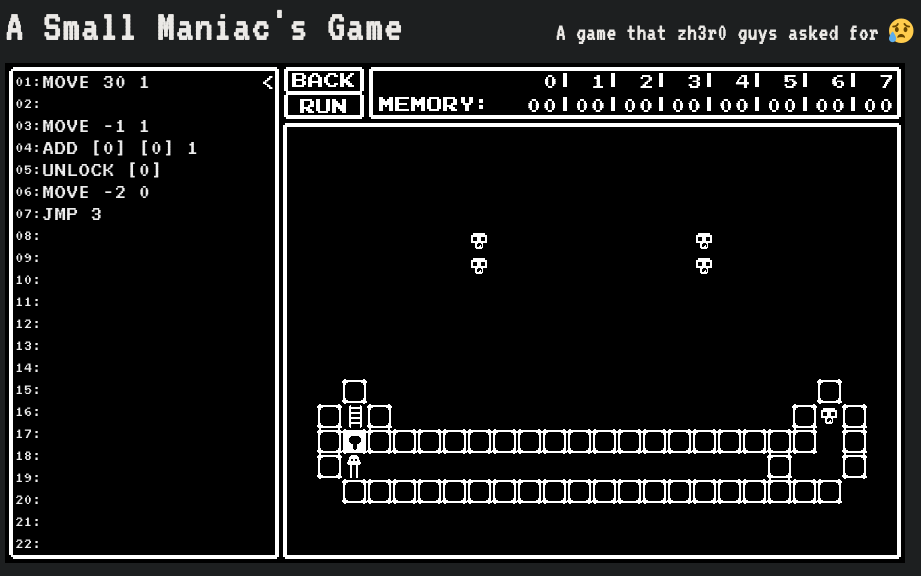 A Small Maniac's Game
A game that zh3r0 guys asked for 😥
01:MOVE 30 1 <
02:
03:MOVE -1 1
04:ADD [0] [0] 1
05:UNLOCK [0]
06:MOVE -2 0
07:JMP 3
08:
09:
10:
11:
12:
13:
14:
15:
16:
17:
18:
19:
20:
21:
22:
BACK
RUN
0| 1| 2| 3| 4| 5| 6| 7
MEMORY: 00|00|00|00|00|00|00|00